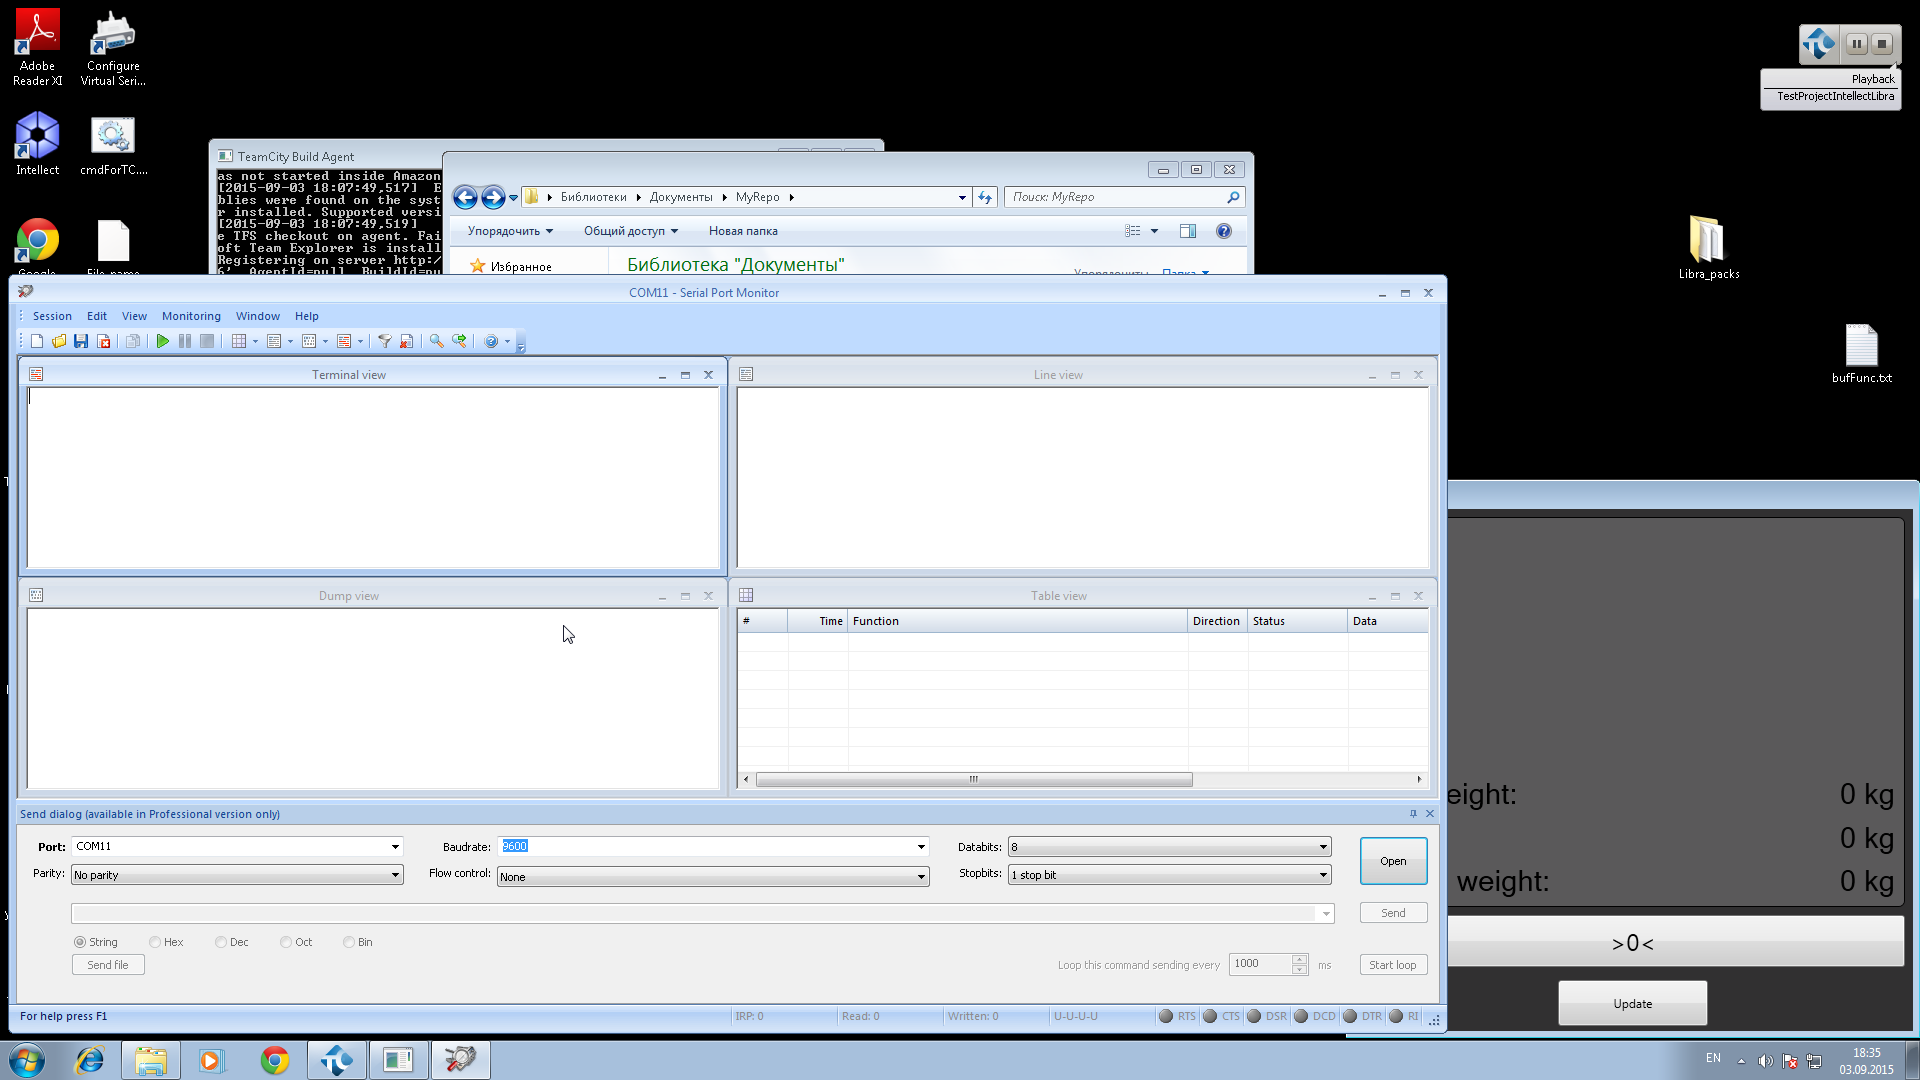 Adobe
Reader XI
Configure
Virtual Seri...
Intellect
cmdForTC....
Google
File_name
Playback
TestProjectIntellectLibra
Libra_packs
bufFunc.txt
TeamCity Build Agent
as not started inside Amazon
[2015-09-03 18:07:49,517] E
blies were found on the syst
r installed. Supported versi
[2015-09-03 18:07:49,519]
e TFS checkout on agent. Fai
oft Team Explorer is install
Registering on server http:/
Библиотеки Документы MyRepo
Поиск: MyRepo
Упорядочить Общий доступ Новая папка
Избранное
Библиотека "Документы"
Упорядочить: Папка
COM11 - Serial Port Monitor
Session Edit View Monitoring Window Help
Terminal view
Line view
Dump view
Table view
# Time Function Direction Status Data
Send dialog (available in Professional version only)
Port: COM11 Baudrate: 9600 Databits: 8 Open
Parity: No parity Flow control: None Stopbits: 1 stop bit
Send
String Hex Dec Oct Bin
Send file Loop this command sending every 1000 ms Start loop
For help press F1 IRP: 0 Read: 0 Written: 0 U-U-U-U RTS CTS DSR DCD DTR RI
eight: 0 kg
0 kg
weight: 0 kg
>0<
Update
EN 18:35
03.09.2015